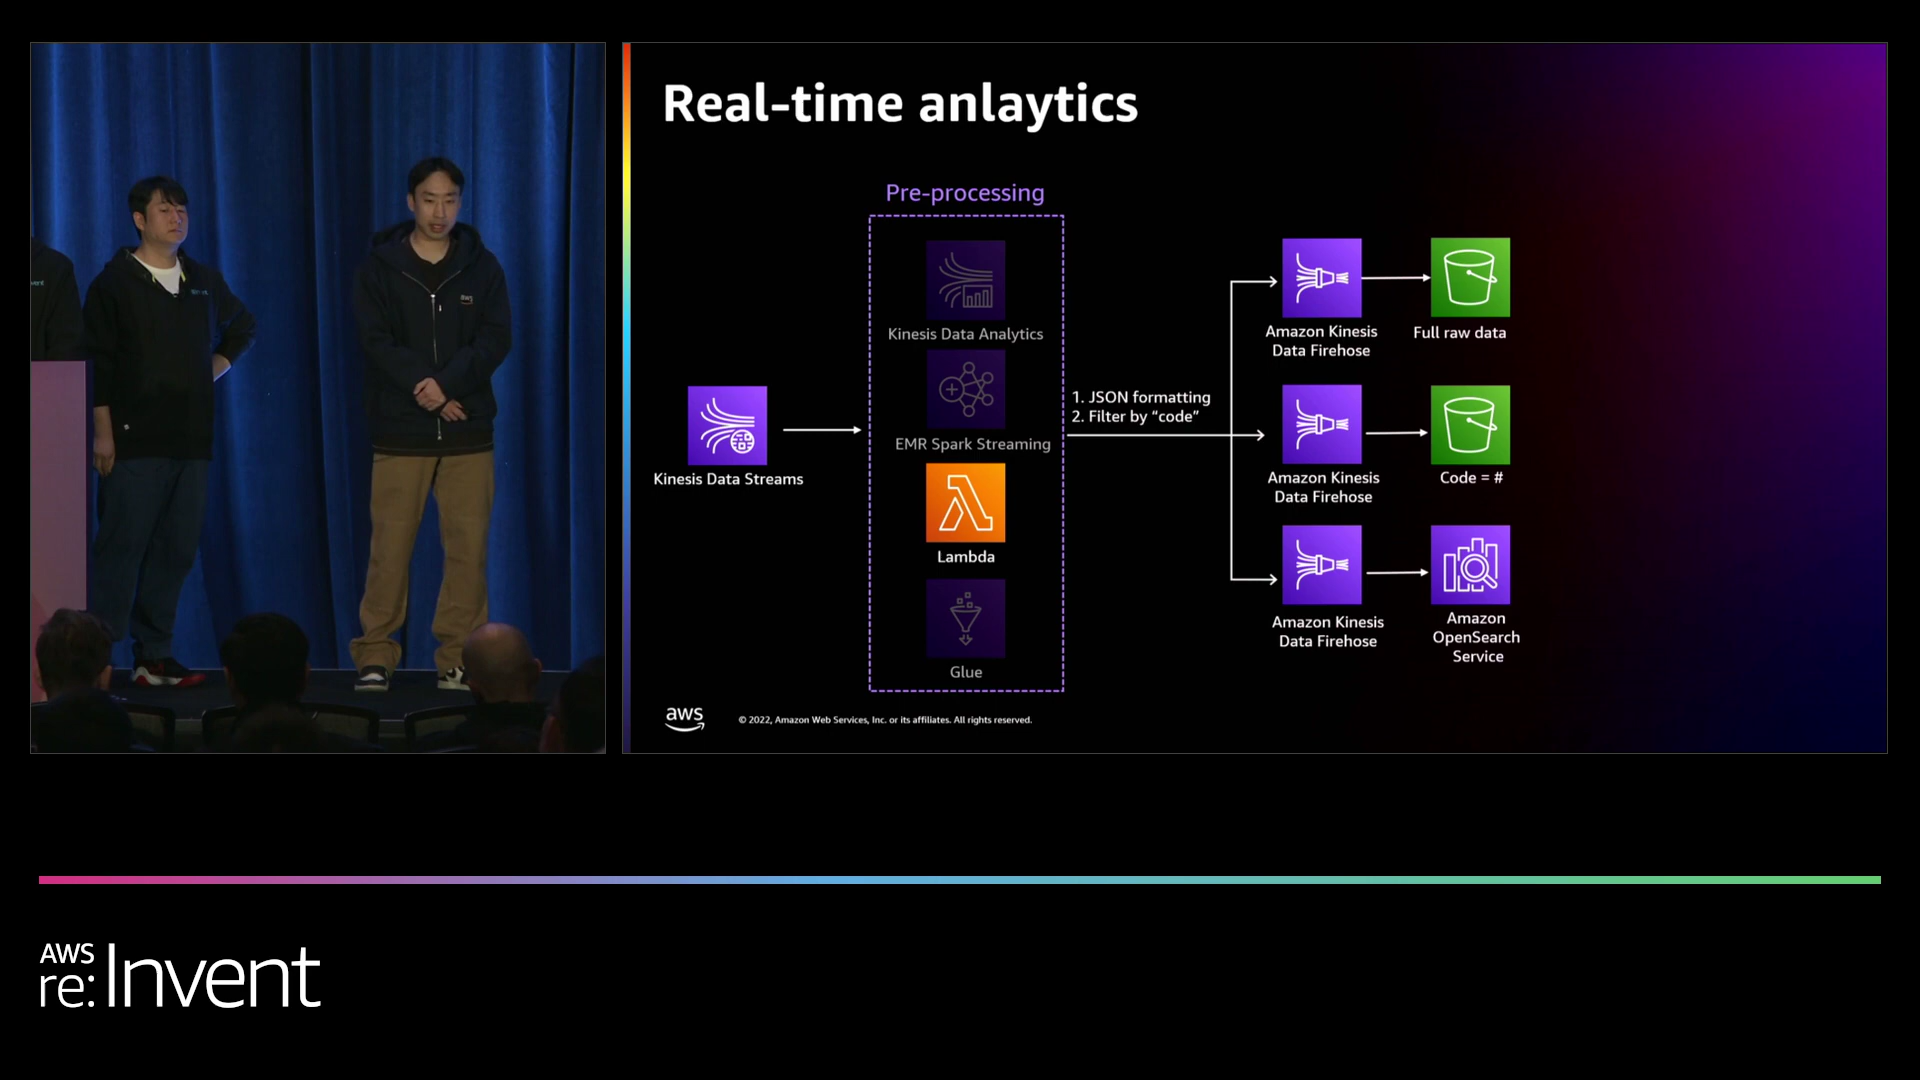 Real-time anlaytics
Pre-processing
Kinesis Data Analytics
EMR Spark Streaming
Lambda
Glue
Kinesis Data Streams
1. JSON formatting
2. Filter by “code”
Amazon Kinesis
Data Firehose
Full raw data
Amazon Kinesis
Data Firehose
Code = #
Amazon Kinesis
Data Firehose
Amazon
OpenSearch
Service
aws
© 2022, Amazon Web Services, Inc. or its affiliates. All rights reserved.
aws
AWS
re:Invent